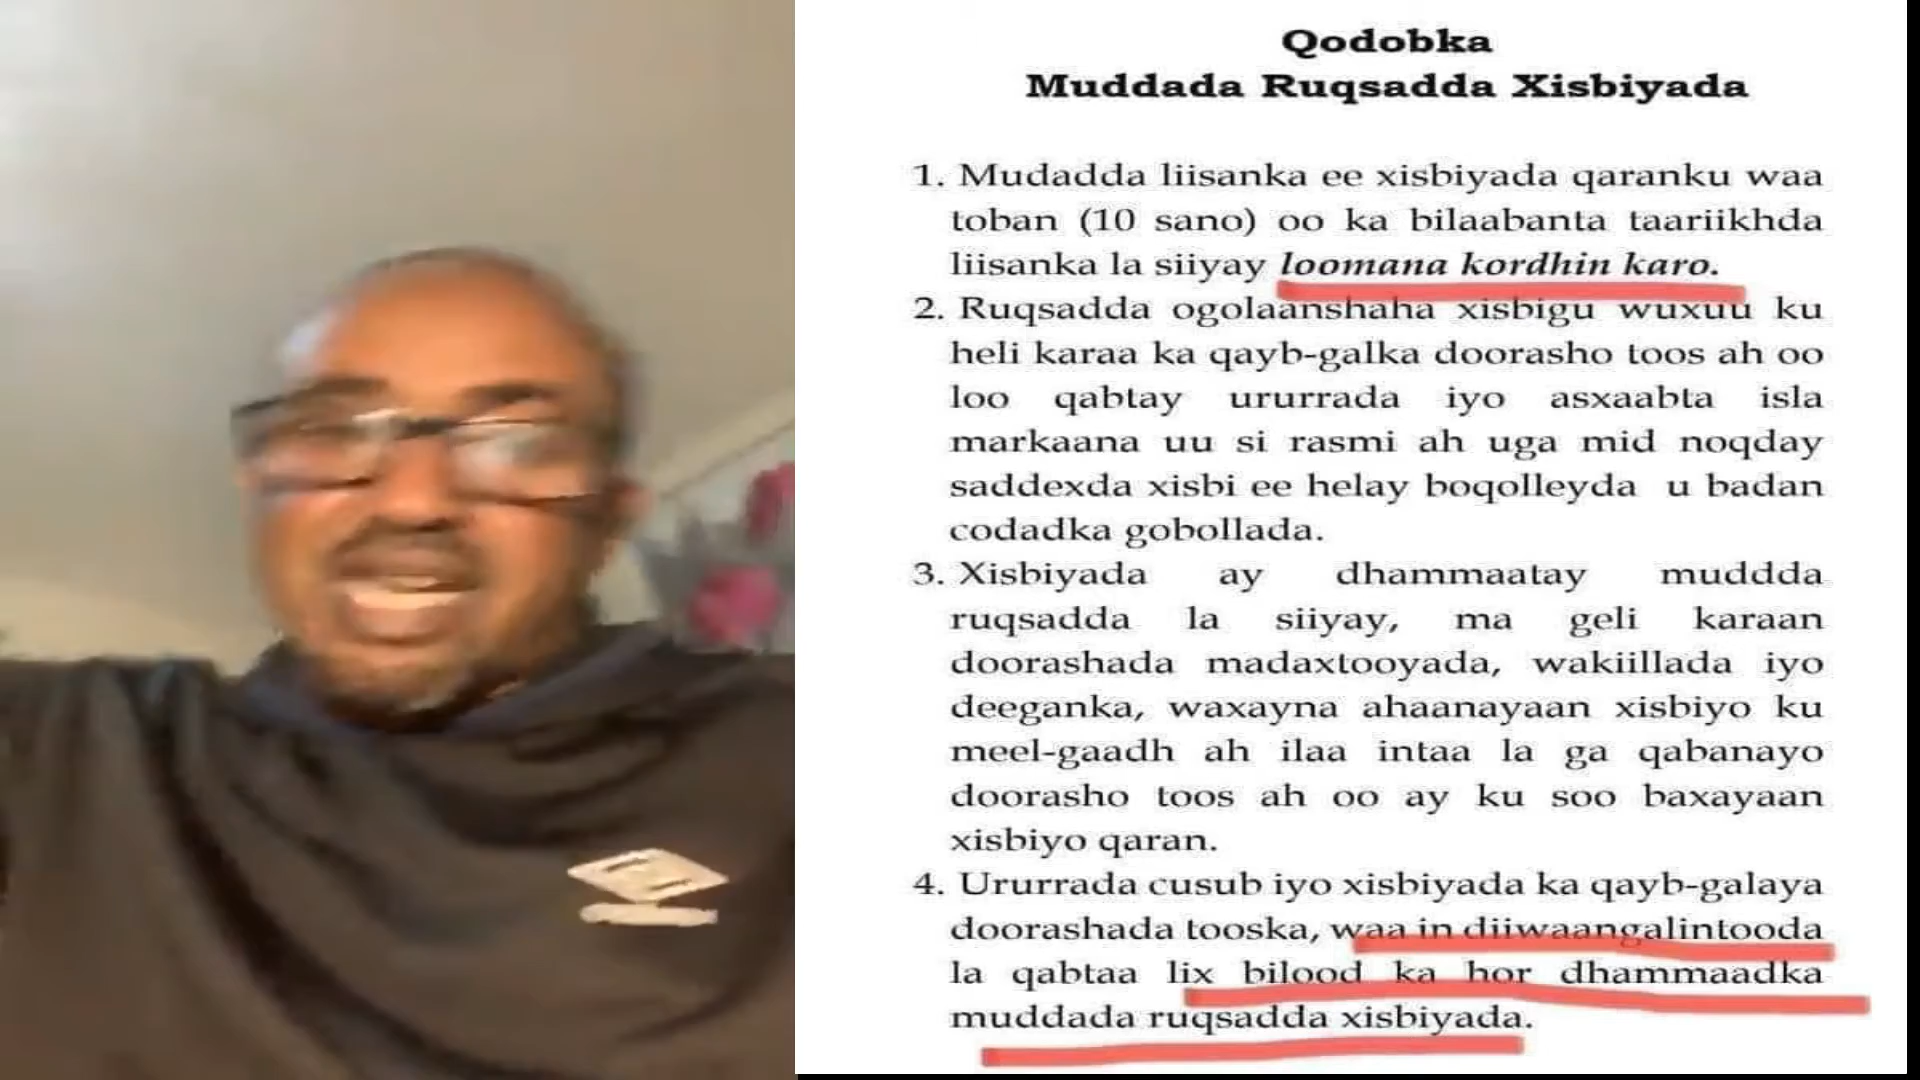 Qodobka
Muddada Ruqsadda Xisbiyada
1. Mudadda liisanka ee xisbiyada qaranku waa
toban (10 sano) oo ka bilaabanta taariikhda
liisanka la siiyay loomana kordhin karo.
2. Ruqsadda ogolaanshaha xisbigu wuxuu ku
heli karaa ka qayb-galka doorasho toos ah oo
loo qabtay ururrada iyo asxaabta isla
markaana uu si rasmi ah uga mid noqday
saddexda xisbi ee helay boqolleyda u badan
codadka gobollada.
3. Xisbiyada ay dhammaatay muddda
ruqsadda la siiyay, ma geli karaan
doorashada madaxtooyada, wakiillada iyo
deeganka, waxayna ahaanayaan xisbiyo ku
meel-gaadh ah ilaa intaa la ga qabanayo
doorasho toos ah oo ay ku soo baxayaan
xisbiyo qaran.
4. Ururrada cusub iyo xisbiyada ka qayb-galaya
doorashada tooska, waa in diiwaangalintooda
la qabtaa lix bilood ka hor dhammaadka
muddada ruqsadda xisbiyada.